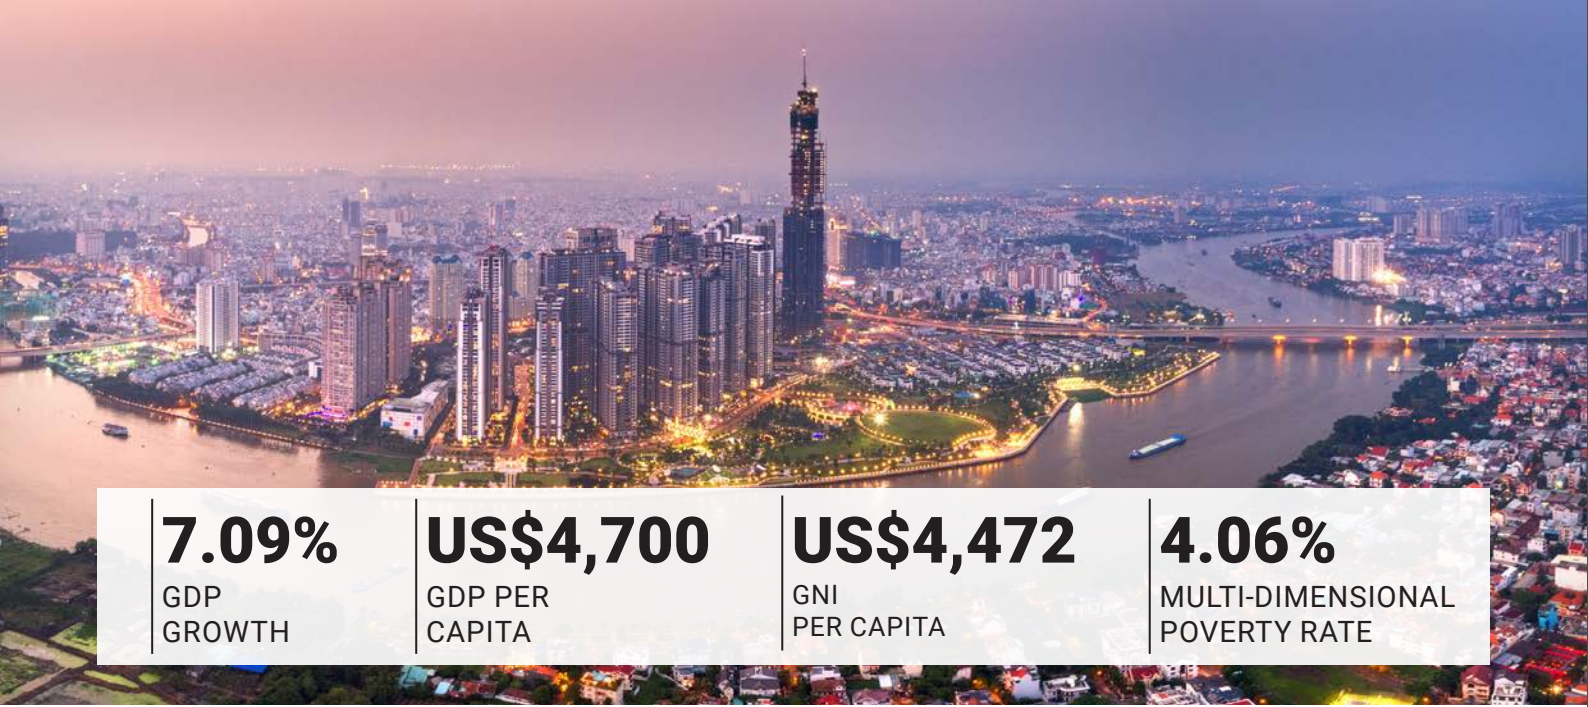 7.09%
GDP
GROWTH
US$4,700
GDP PER
CAPITA
US$4,472
GNI
PER CAPITA
4.06%
MULTI-DIMENSIONAL
POVERTY RATE